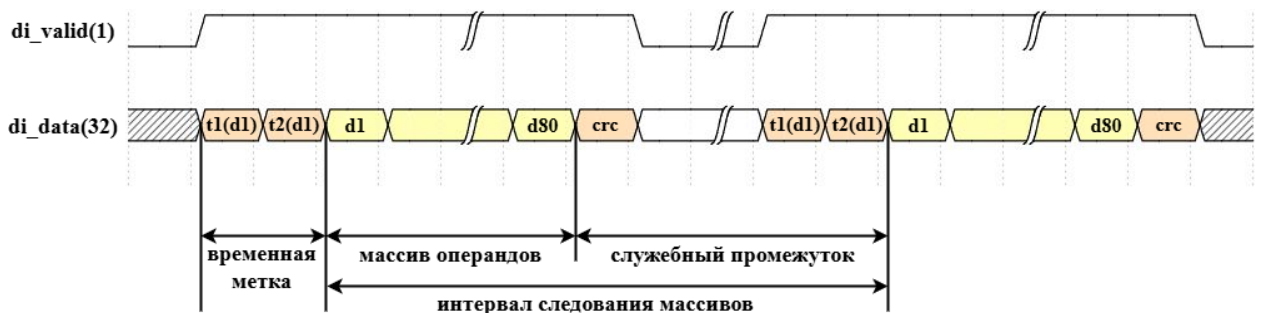 di_valid(1)
di_data(32) t1(d1) t2(d1) d1 d80 crc t1(d1) t2(d1) d1 d80 crc
временная массив операндов служебный промежуток
метка
интервал следования массивов